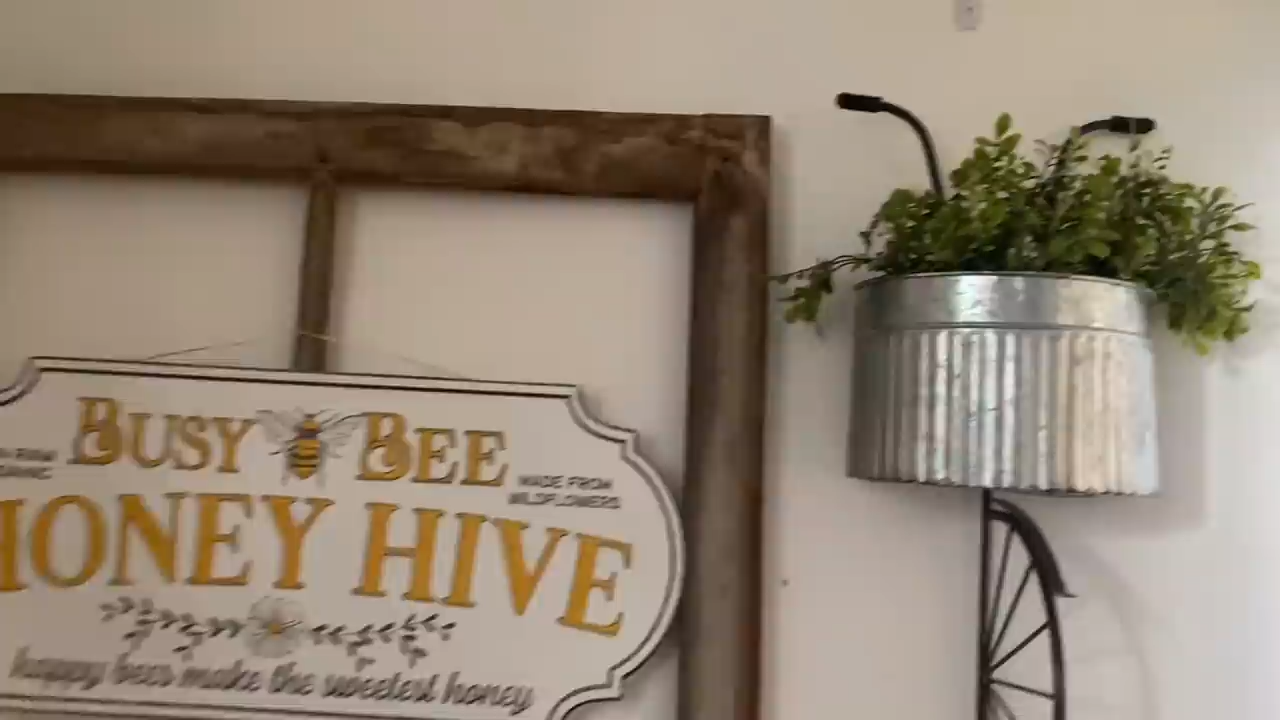 BUSY BEE
MADE FROM
WILDFLOWERS
HONEY HIVE
happy bees make the sweetest honey